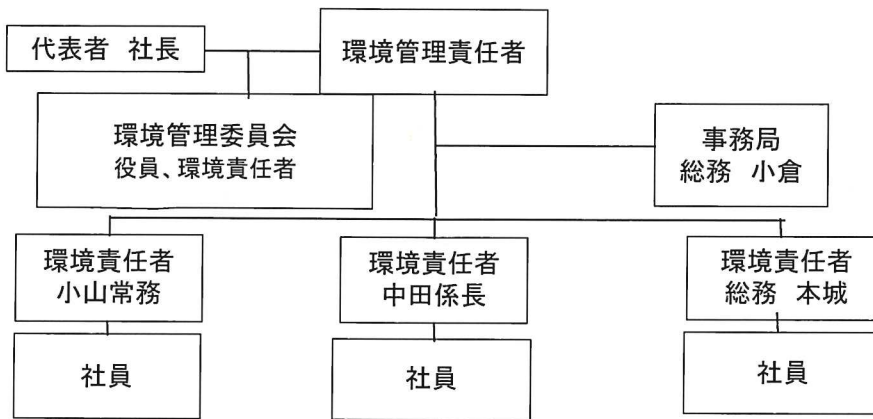 代表者 社長
環境管理責任者
環境管理委員会
役員、環境責任者
事務局
総務 小倉
環境責任者
小山常務
環境責任者
中田係長
環境責任者
総務 本城
社員
社員
社員